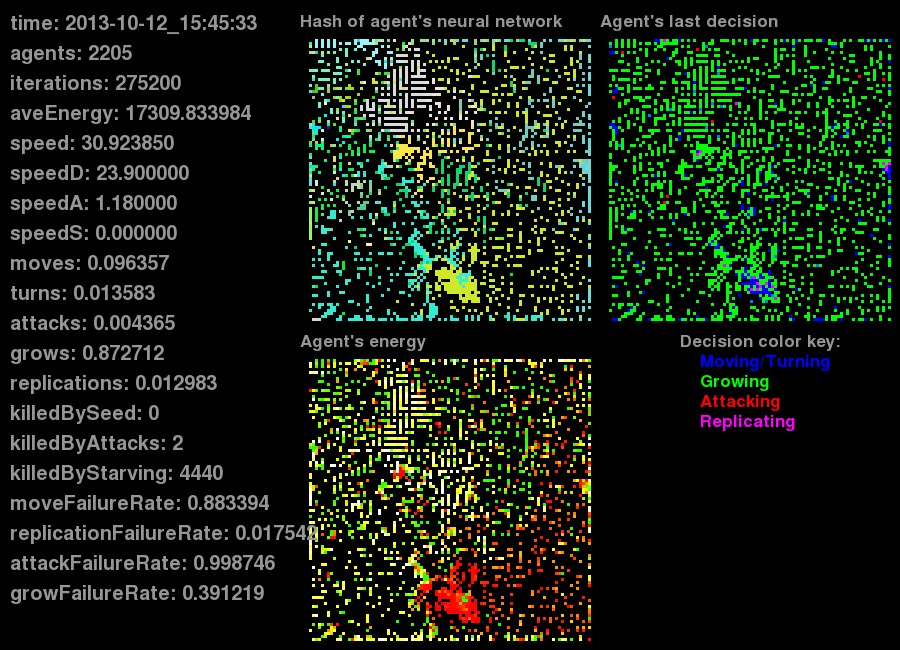 time: 2013-10-12_15:45:33
agents: 2205
iterations: 275200
aveEnergy: 17309.833984
speed: 30.923850
speedD: 23.900000
speedA: 1.180000
speedS: 0.000000
moves: 0.096357
turns: 0.013583
attacks: 0.004365
grows: 0.872712
replications: 0.012983
killedBySeed: 0
killedByAttacks: 2
killedByStarving: 4440
moveFailureRate: 0.883394
replicationFailureRate: 0.017542
attackFailureRate: 0.998746
growFailureRate: 0.391219
Hash of agent's neural network
Agent's last decision
Agent's energy
Decision color key:
Moving/Turning
Growing
Attacking
Replicating